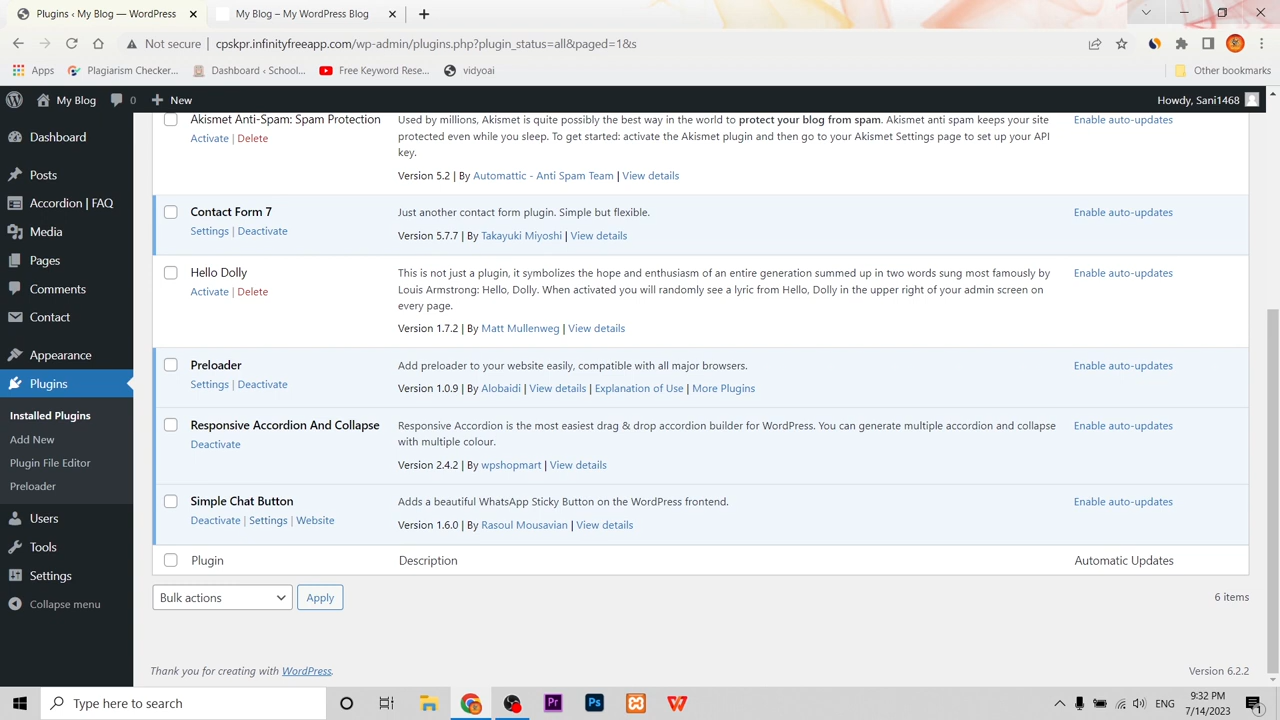 Plugins ‹ My Blog — WordPress
My Blog – My WordPress Blog
Not secure
cpskpr.infinityfreeapp.com/wp-admin/plugins.php?plugin_status=all&paged=1&s
Apps
Plagiarism Checker...
Dashboard ‹ School...
Free Keyword Rese...
vidyoai
Other bookmarks
My Blog
0
New
Howdy, Sani1468
Dashboard
Posts
Accordion | FAQ
Media
Pages
Comments
Contact
Appearance
Plugins
Installed Plugins
Add New
Plugin File Editor
Preloader
Users
Tools
Settings
Collapse menu
Akismet Anti-Spam: Spam Protection
Activate | Delete
Used by millions, Akismet is quite possibly the best way in the world to protect your blog from spam. Akismet anti spam keeps your site
protected even while you sleep. To get started: activate the Akismet plugin and then go to your Akismet Settings page to set up your API
key.
Version 5.2 | By Automattic - Anti Spam Team | View details
Enable auto-updates
Contact Form 7
Settings | Deactivate
Just another contact form plugin. Simple but flexible.
Version 5.7.7 | By Takayuki Miyoshi | View details
Enable auto-updates
Hello Dolly
Activate | Delete
This is not just a plugin, it symbolizes the hope and enthusiasm of an entire generation summed up in two words sung most famously by
Louis Armstrong: Hello, Dolly. When activated you will randomly see a lyric from Hello, Dolly in the upper right of your admin screen on
every page.
Version 1.7.2 | By Matt Mullenweg | View details
Enable auto-updates
Preloader
Settings | Deactivate
Add preloader to your website easily, compatible with all major browsers.
Version 1.0.9 | By Alobaidi | View details | Explanation of Use | More Plugins
Enable auto-updates
Responsive Accordion And Collapse
Deactivate
Responsive Accordion is the most easiest drag & drop accordion builder for WordPress. You can generate multiple accordion and collapse
with multiple colour.
Version 2.4.2 | By wpshopmart | View details
Enable auto-updates
Simple Chat Button
Deactivate | Settings | Website
Adds a beautiful WhatsApp Sticky Button on the WordPress frontend.
Version 1.6.0 | By Rasoul Mousavian | View details
Enable auto-updates
Plugin
Description
Automatic Updates
Bulk actions
Apply
6 items
Thank you for creating with WordPress.
Version 6.2.2
Type here to search
Pr
Ps
ENG
9:32 PM
7/14/2023
1